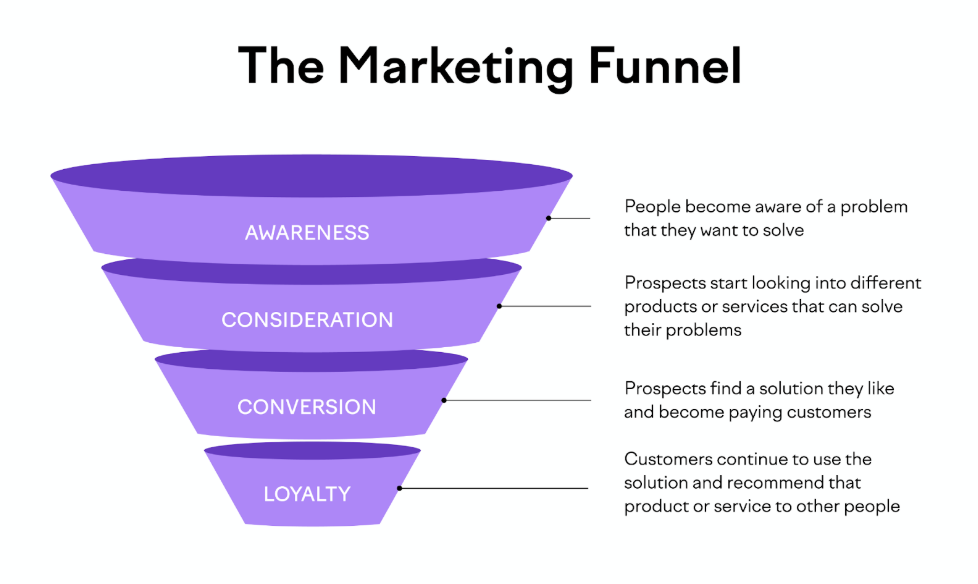 The Marketing Funnel
AWARENESS
People become aware of a problem
that they want to solve
CONSIDERATION
Prospects start looking into different
products or services that can solve
their problems
CONVERSION
Prospects find a solution they like
and become paying customers
LOYALTY
Customers continue to use the
solution and recommend that
product or service to other people